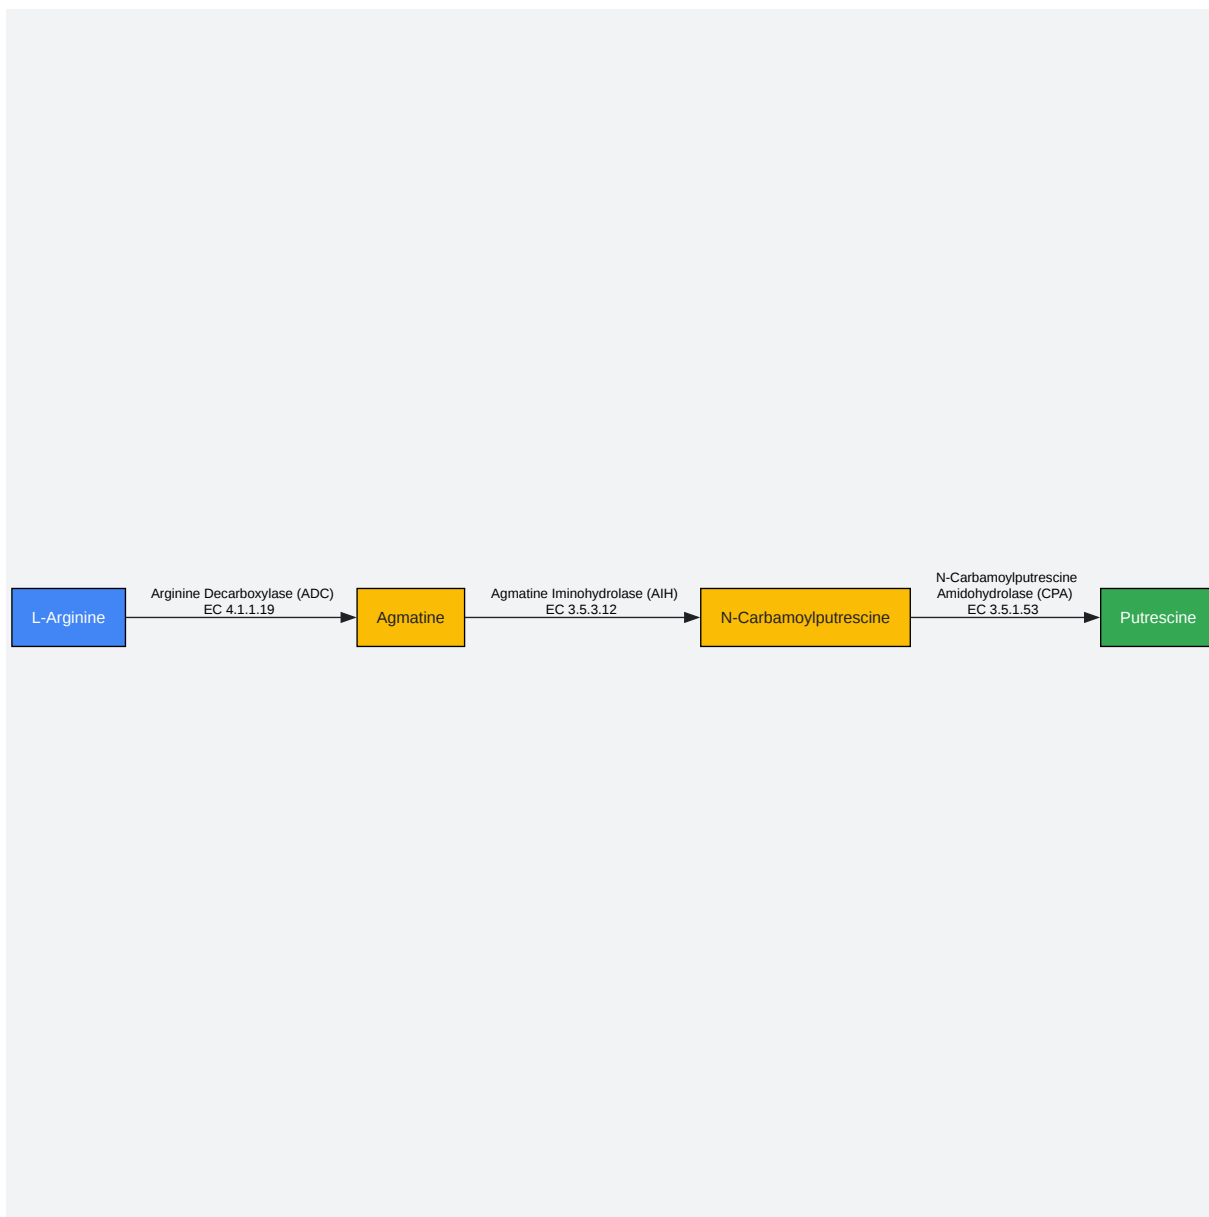 L-Arginine
Arginine Decarboxylase (ADC)
EC 4.1.1.19
Agmatine
Agmatine Iminohydrolase (AIH)
EC 3.5.3.12
N-Carbamoylputrescine
N-Carbamoylputrescine
Amidohydrolase (CPA)
EC 3.5.1.53
Putrescine